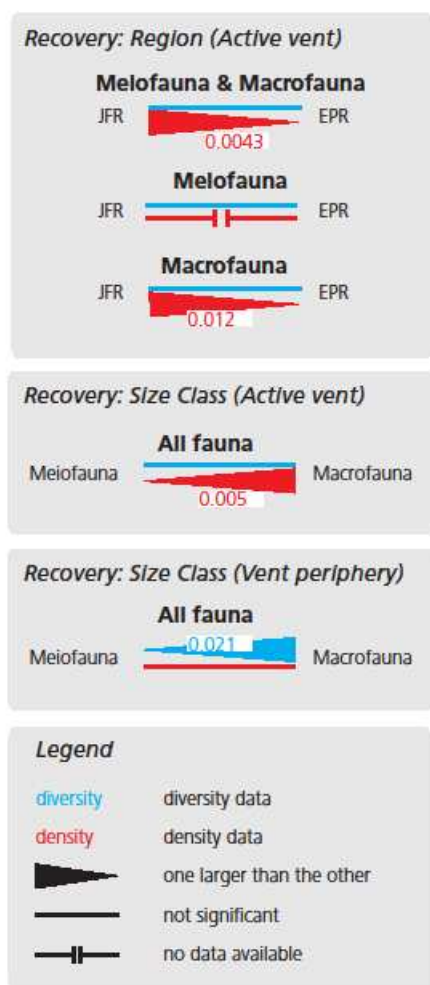 Recovery: Region (Active vent)
Meiofauna & Macrofauna
JFR EPR
0.0043
Meiofauna
JFR EPR
Macrofauna
JFR EPR
0.012
Recovery: Size Class (Active vent)
All fauna
Meiofauna Macrofauna
0.005
Recovery: Size Class (Vent periphery)
All fauna
0.021
Meiofauna Macrofauna
Legend
diversity diversity data
density density data
one larger than the other
not significant
no data available